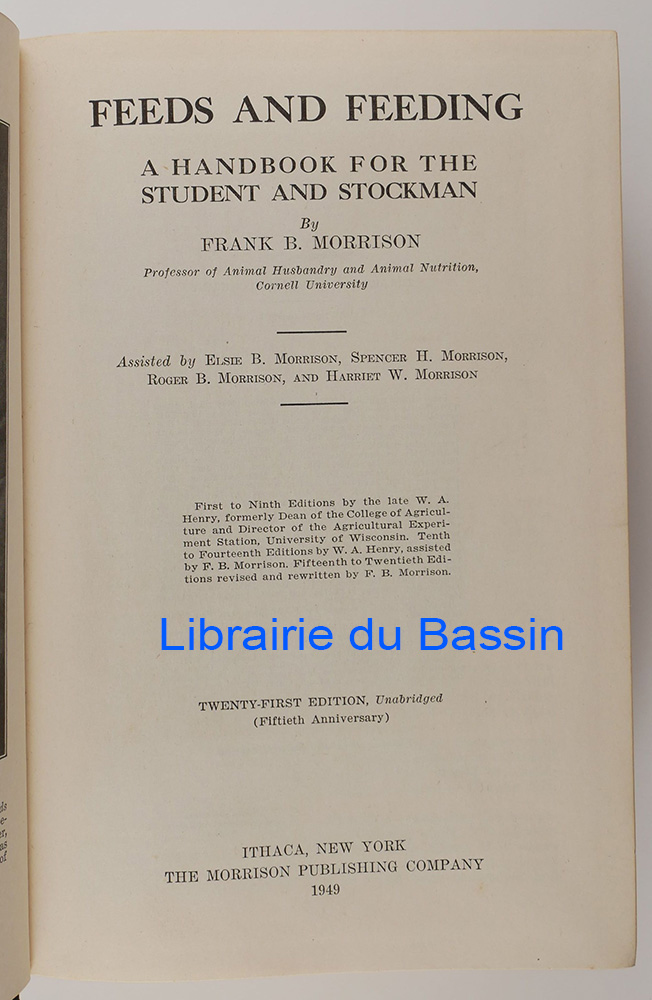 FEEDS AND FEEDING
A HANDBOOK FOR THE
STUDENT AND STOCKMAN
By
FRANK B. MORRISON
Professor of Animal Husbandry and Animal Nutrition,
Cornell University
Assisted by ELSIE B. MORRISON, SPENCER H. MORRISON,
ROGER B. MORRISON, AND HARRIET W. MORRISON
First to Ninth Editions by the late W. A.
Henry, formerly Dean of the College of Agricul-
ture and Director of the Agricultural Experi-
ment Station, University of Wisconsin. Tenth
to Fourteenth Editions by W. A. Henry, assisted
by F. B. Morrison. Fifteenth to Twentieth Edi-
tions revised and rewritten by F. B. Morrison.
Librairie du Bassin
TWENTY-FIRST EDITION, Unabridged
(Fiftieth Anniversary)
ITHACA, NEW YORK
THE MORRISON PUBLISHING COMPANY
1949